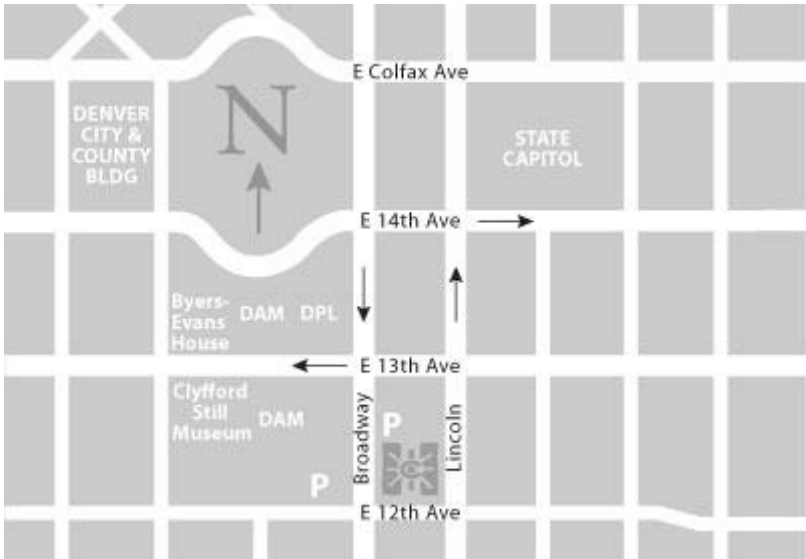 E Colfax Ave
DENVER
CITY &
COUNTY
BLDG
N
STATE
CAPITOL
E 14th Ave
Byers-
Evans
House
DAM
DPL
E 13th Ave
Clyfford
Still
Museum
DAM
P
Broadway
P
Lincoln
E 12th Ave